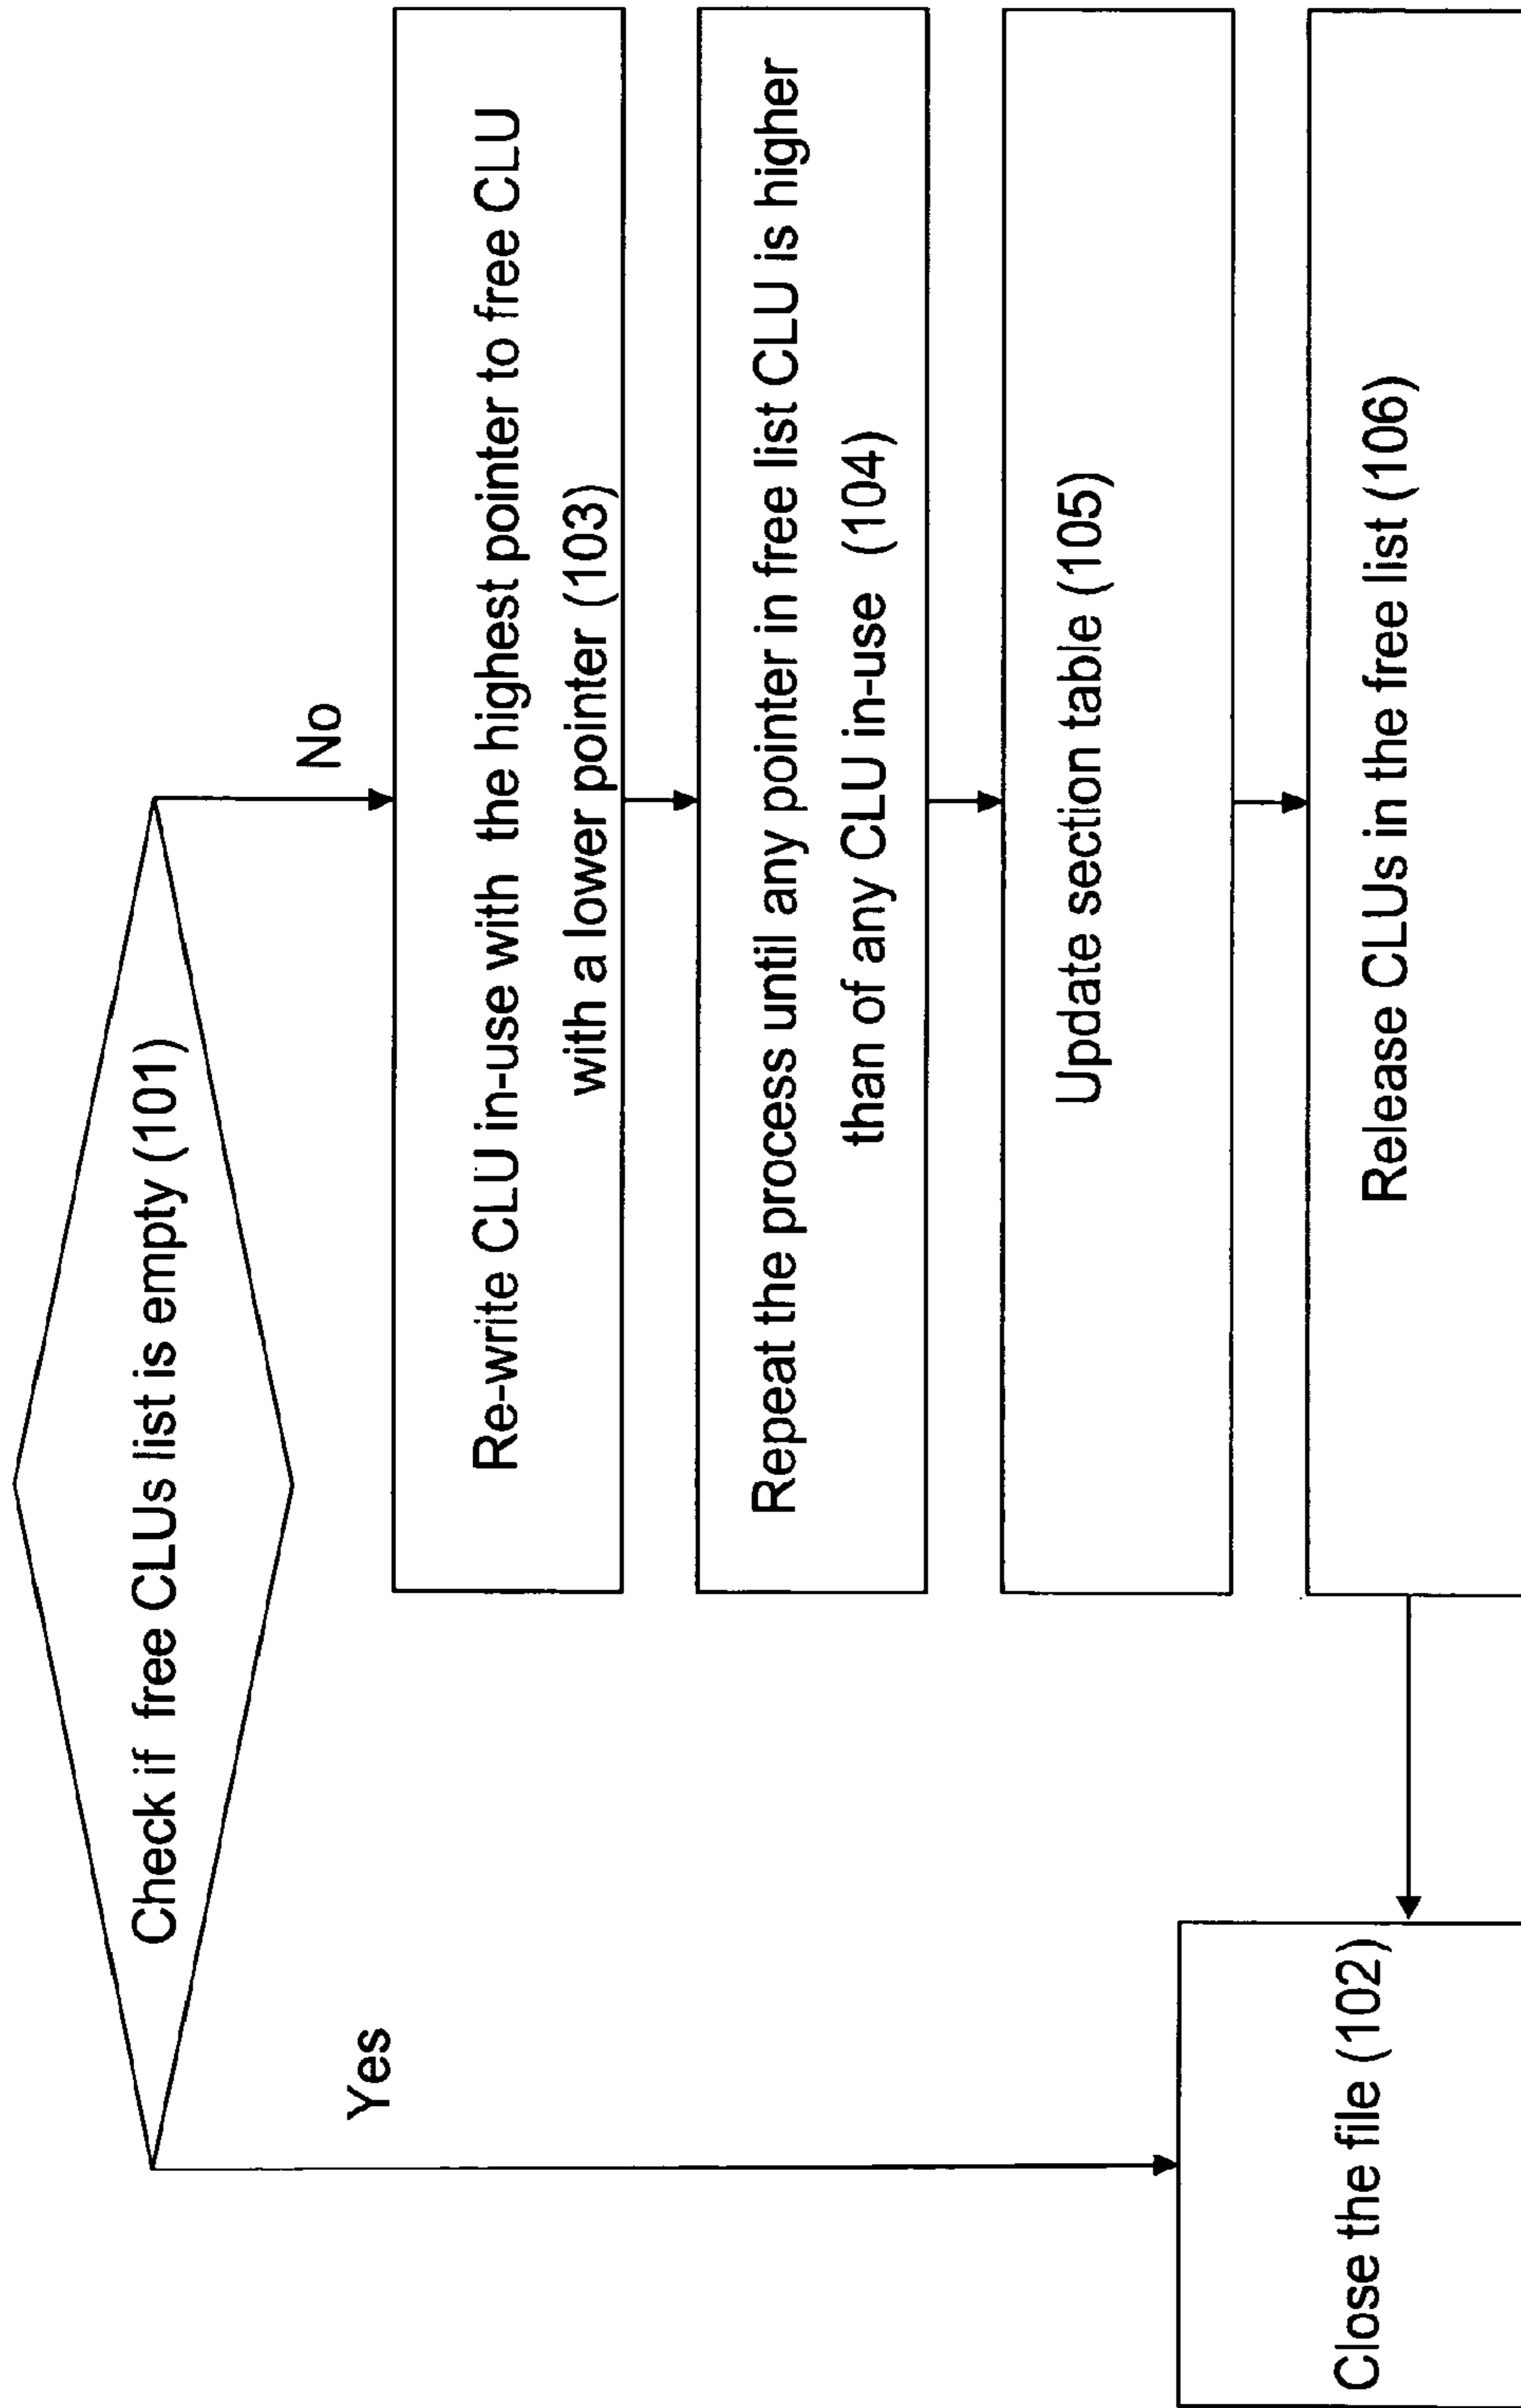 Check if free CLUs list is empty (101)
Yes
No
Re-write CLU in-use with the highest pointer to free CLU
with a lower pointer (103)
Repeat the process until any pointer in free list CLU is higher
than of any CLU in-use (104)
Update section table (105)
Release CLUs in the free list (106)
Close the file (102)